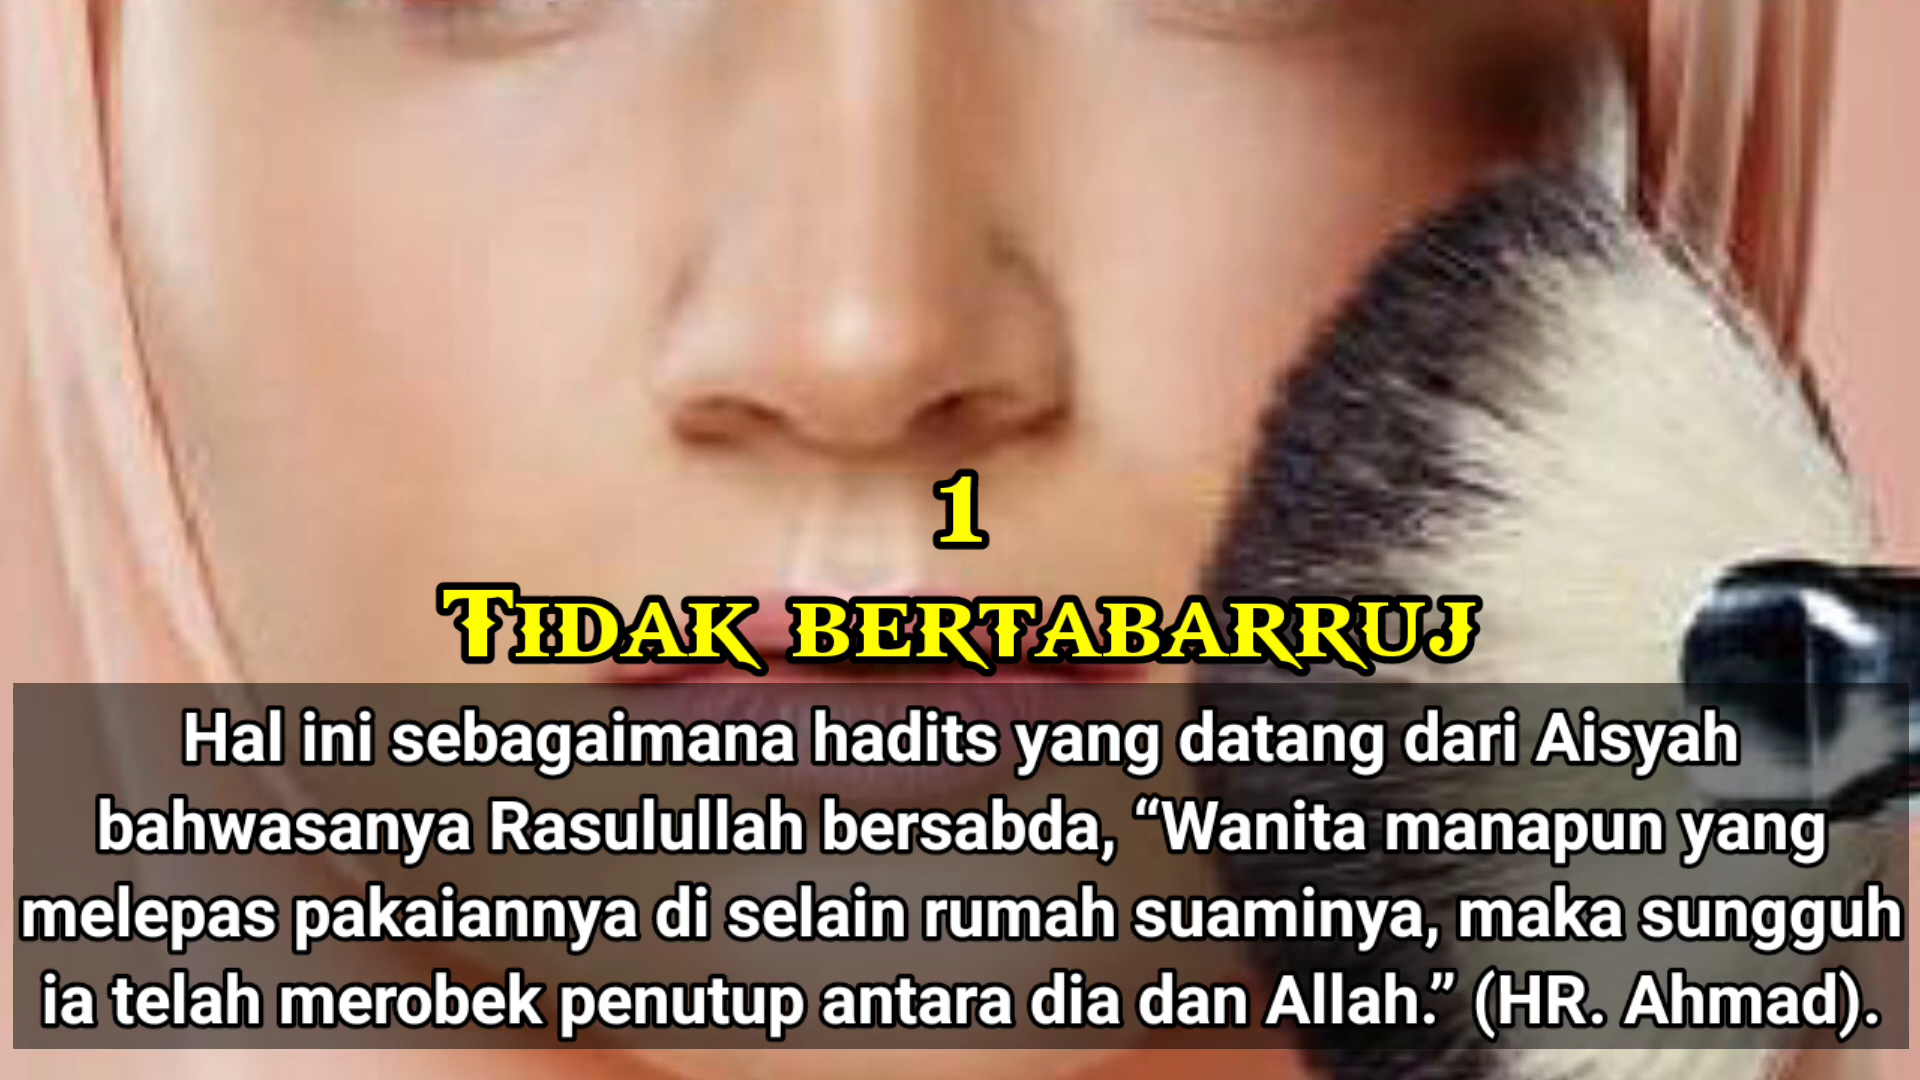 1
Tidak bertabarruj
Hal ini sebagaimana hadits yang datang dari Aisyah
bahwasanya Rasulullah bersabda, “Wanita manapun yang
melepas pakaiannya di selain rumah suaminya, maka sungguh
ia telah merobek penutup antara dia dan Allah.” (HR. Ahmad).